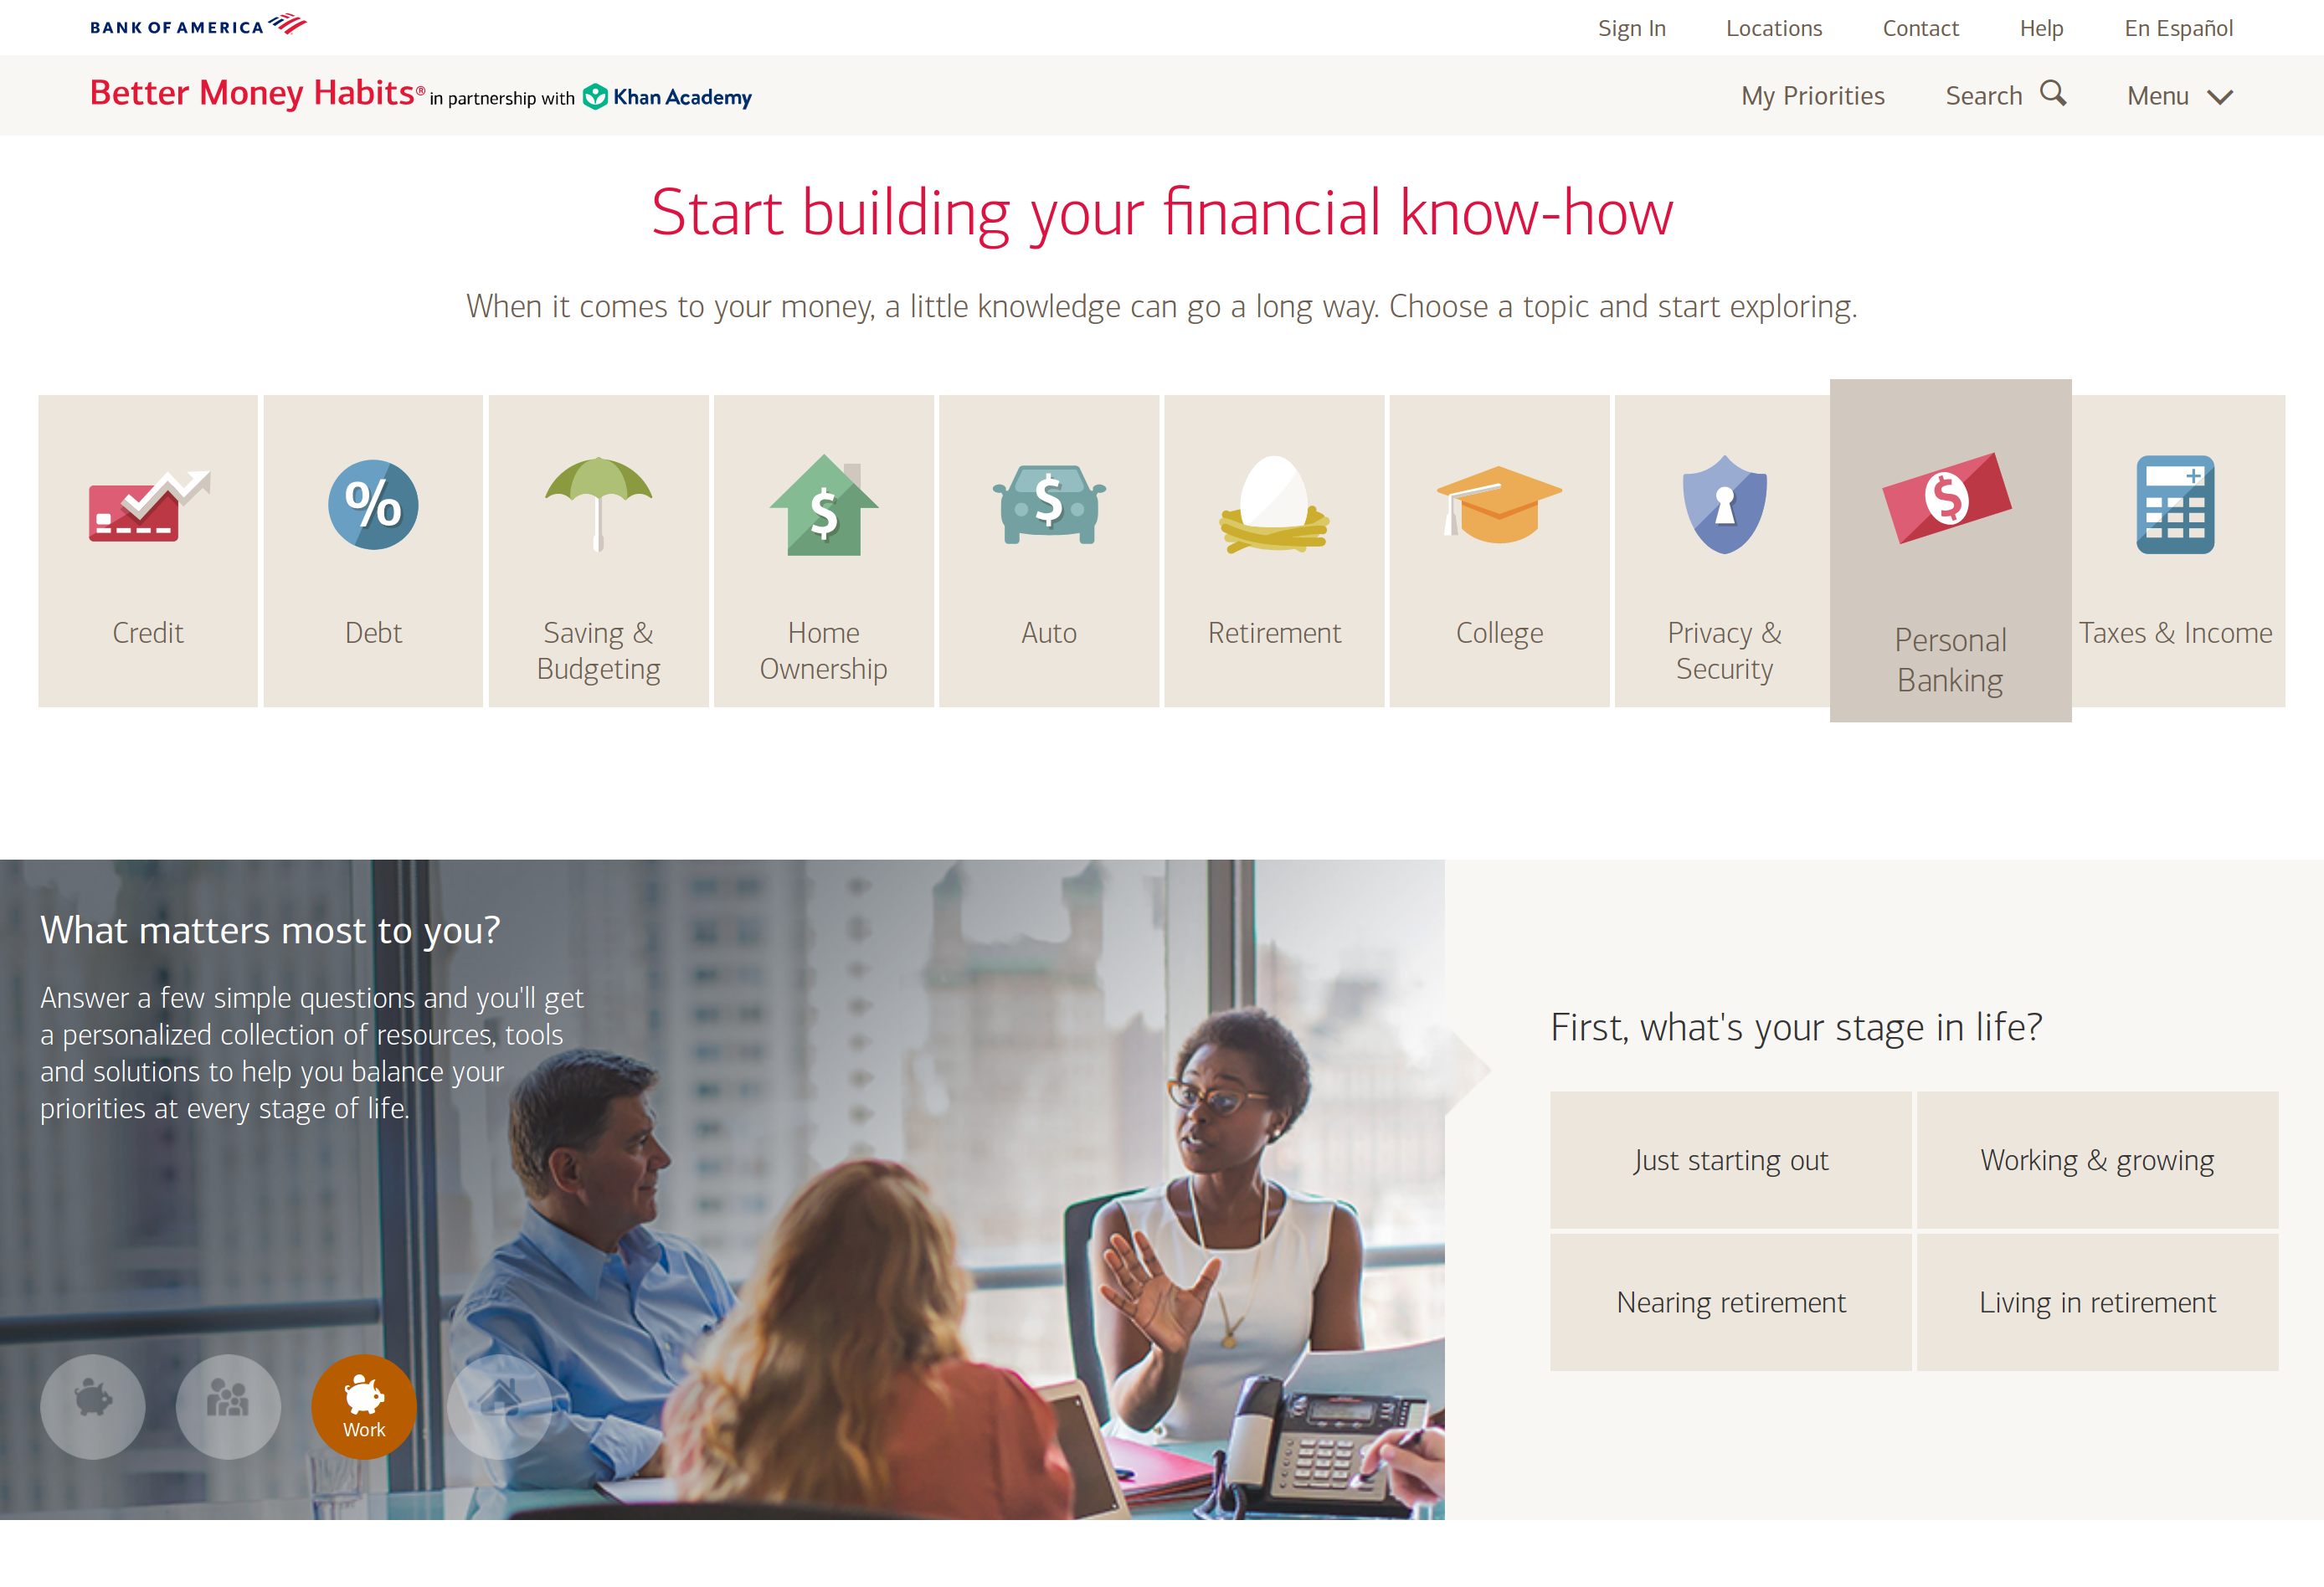 BANK OF AMERICA
Sign In
Locations
Contact
Help
En Español
Better Money Habits® in partnership with Khan Academy
My Priorities
Search
Menu
Start building your financial know-how
When it comes to your money, a little knowledge can go a long way. Choose a topic and start exploring.
Credit
Debt
Saving &
Budgeting
Home
Ownership
Auto
Retirement
College
Privacy &
Security
Personal
Banking
Taxes & Income
What matters most to you?
Answer a few simple questions and you'll get
a personalized collection of resources, tools
and solutions to help you balance your
priorities at every stage of life.
Work
First, what's your stage in life?
Just starting out
Working & growing
Nearing retirement
Living in retirement